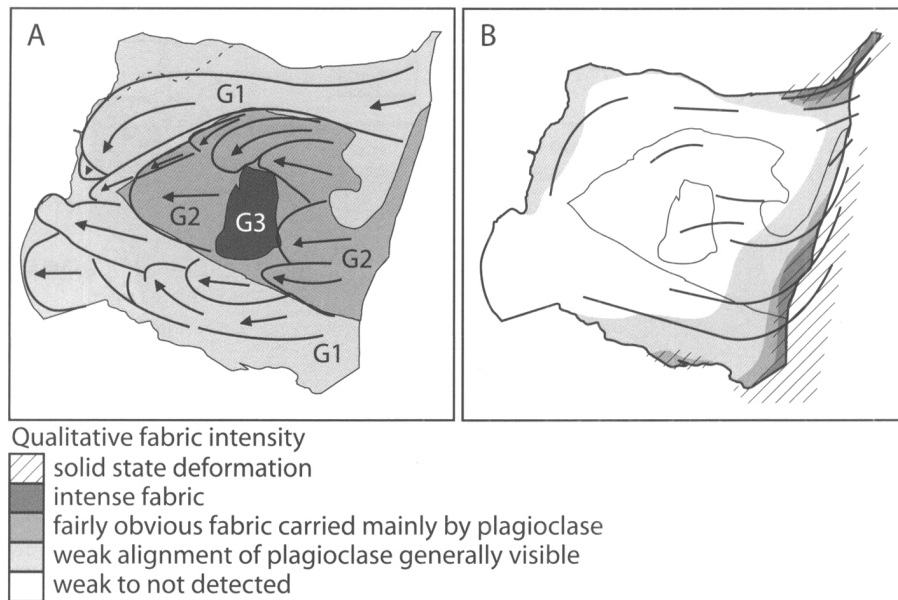 A
B
G1
G2
G3
G2
G1
Qualitative fabric intensity
solid state deformation
intense fabric
fairly obvious fabric carried mainly by plagioclase
weak alignment of plagioclase generally visible
weak to not detected